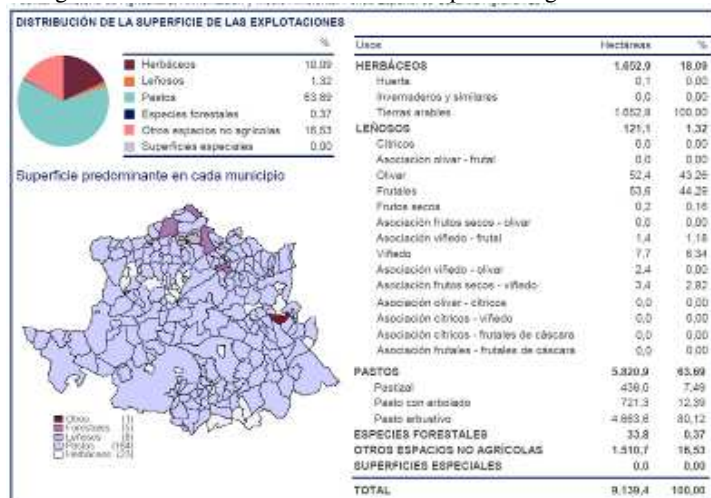 DISTRIBUCIÓN DE LA SUPERFICIE DE LAS EXPLOTACIONES
%
Herbáceos 18,09
Leñosos 1,32
Pastos 63,69
Especies forestales 0,37
Otros espacios no agrícolas 16,53
Superficies especiales 0,00
Superficie predominante en cada municipio
Otros (1)
Forestales (5)
Leñosos (8)
Pastos (164)
Herbáceos (23)
Usos Hectáreas %
HERBÁCEOS 1.652,9 18,09
Huerta 0,1 0,00
Invernaderos y similares 0,0 0,00
Tierras arables 1.652,8 100,00
LEÑOSOS 121,1 1,32
Cítricos 0,0 0,00
Asociación olivar - frutal 0,0 0,00
Olivar 52,4 43,26
Frutales 53,6 44,29
Frutos secos 0,2 0,16
Asociación frutos secos - olivar 0,0 0,00
Asociación viñedo - frutal 1,4 1,18
Viñedo 7,7 6,34
Asociación viñedo - olivar 2,4 0,00
Asociación frutos secos - viñedo 3,4 2,82
Asociación olivar - cítricos 0,0 0,00
Asociación cítricos - viñedo 0,0 0,00
Asociación cítricos - frutales de cáscara 0,0 0,00
Asociación frutales - frutales de cáscara 0,0 0,00
PASTOS 5.820,9 63,69
Pastizal 436,0 7,49
Pasto con arbolado 721,3 12,39
Pasto arbustivo 4.663,6 80,12
ESPECIES FORESTALES 33,8 0,37
OTROS ESPACIOS NO AGRÍCOLAS 1.510,7 16,53
SUPERFICIES ESPECIALES 0,0 0,00
TOTAL 9.139,4 100,00